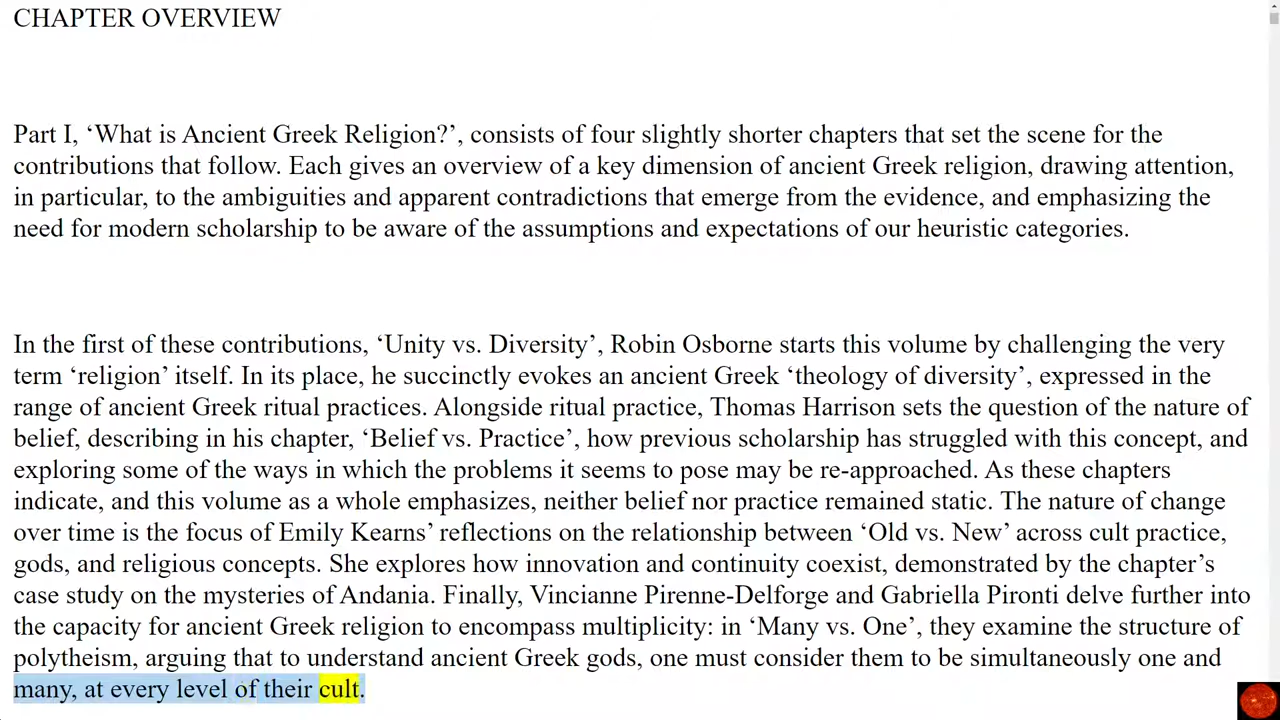 CHAPTER OVERVIEW
Part I, ‘What is Ancient Greek Religion?’, consists of four slightly shorter chapters that set the scene for the
contributions that follow. Each gives an overview of a key dimension of ancient Greek religion, drawing attention,
in particular, to the ambiguities and apparent contradictions that emerge from the evidence, and emphasizing the
need for modern scholarship to be aware of the assumptions and expectations of our heuristic categories.
In the first of these contributions, ‘Unity vs. Diversity’, Robin Osborne starts this volume by challenging the very
term ‘religion’ itself. In its place, he succinctly evokes an ancient Greek ‘theology of diversity’, expressed in the
range of ancient Greek ritual practices. Alongside ritual practice, Thomas Harrison sets the question of the nature of
belief, describing in his chapter, ‘Belief vs. Practice’, how previous scholarship has struggled with this concept, and
exploring some of the ways in which the problems it seems to pose may be re-approached. As these chapters
indicate, and this volume as a whole emphasizes, neither belief nor practice remained static. The nature of change
over time is the focus of Emily Kearns’ reflections on the relationship between ‘Old vs. New’ across cult practice,
gods, and religious concepts. She explores how innovation and continuity coexist, demonstrated by the chapter’s
case study on the mysteries of Andania. Finally, Vincianne Pirenne-Delforge and Gabriella Pironti delve further into
the capacity for ancient Greek religion to encompass multiplicity: in ‘Many vs. One’, they examine the structure of
polytheism, arguing that to understand ancient Greek gods, one must consider them to be simultaneously one and
many, at every level of their cult.